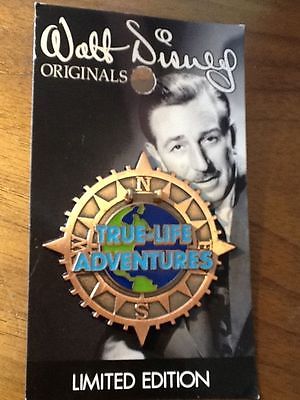 Walt Disney
ORIGINALS
N
W E
TRUE-LIFE
ADVENTURES
S
LIMITED EDITION